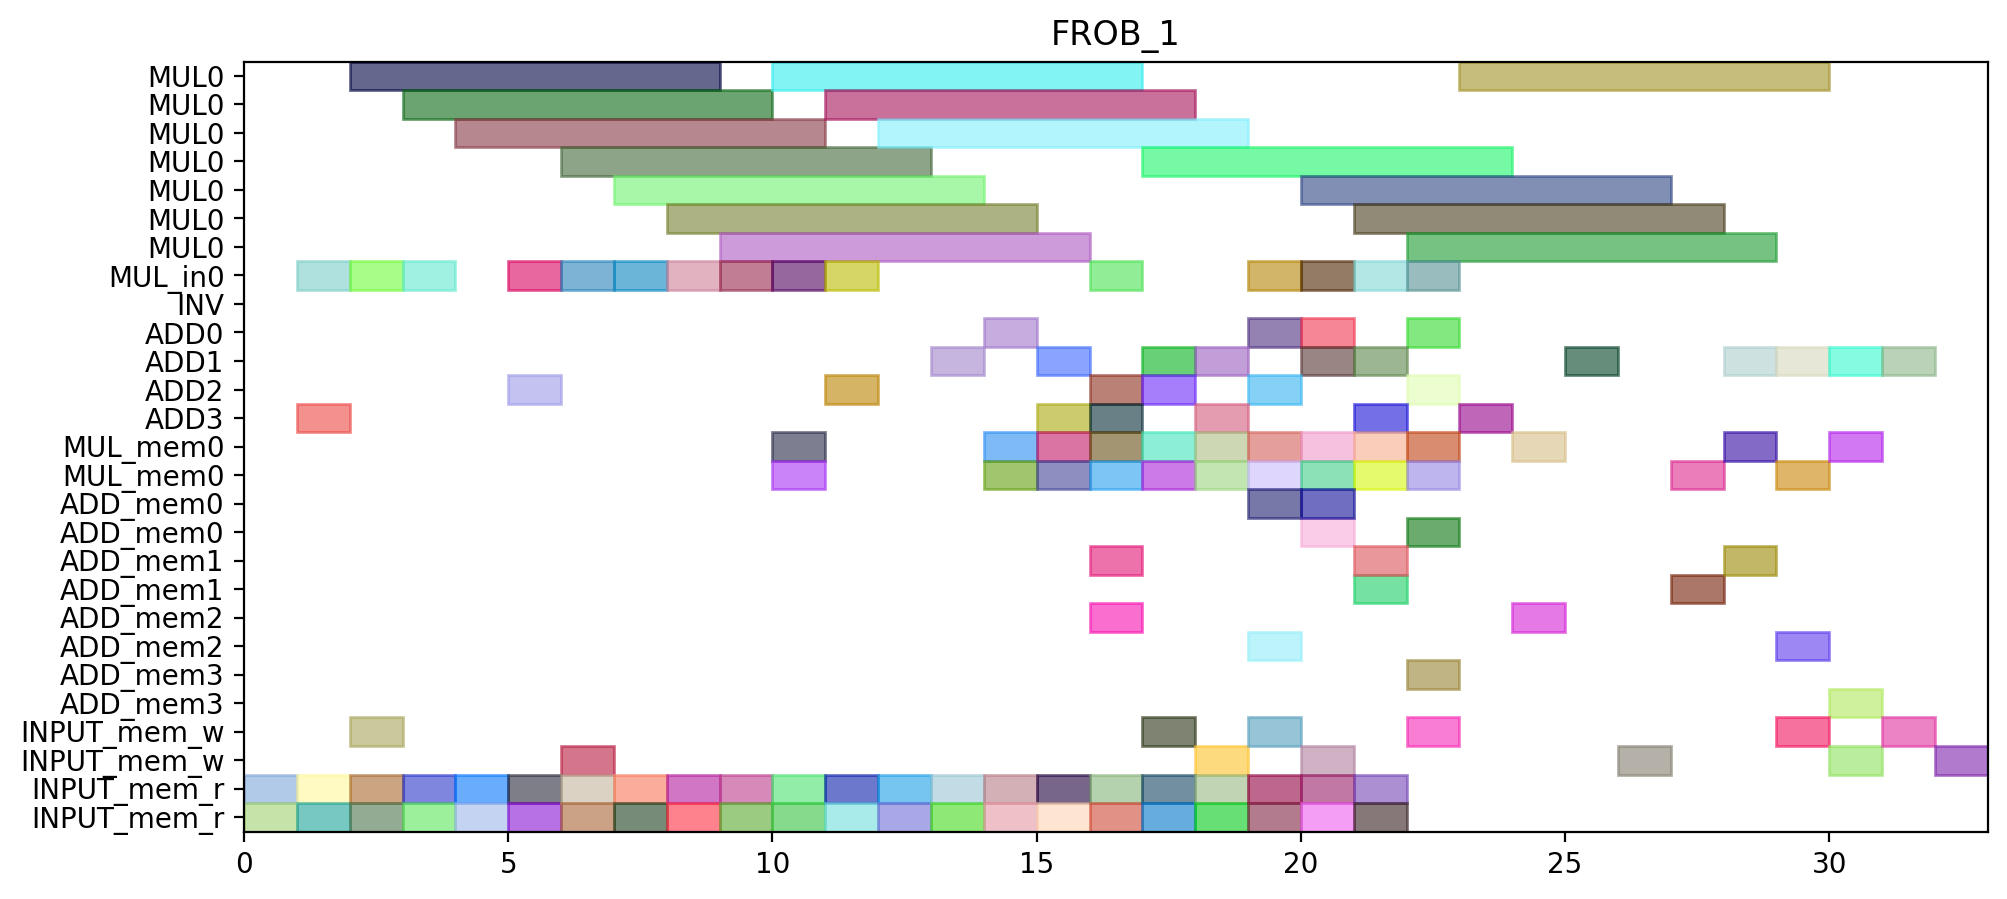 FROB_1
MUL0
MUL0
MUL0
MUL0
MUL0
MUL0
MUL0
MUL_in0
INV
ADD0
ADD1
ADD2
ADD3
MUL_mem0
MUL_mem0
ADD_mem0
ADD_mem0
ADD_mem1
ADD_mem1
ADD_mem2
ADD_mem2
ADD_mem3
ADD_mem3
INPUT_mem_w
INPUT_mem_w
INPUT_mem_r
INPUT_mem_r
0 5 10 15 20 25 30